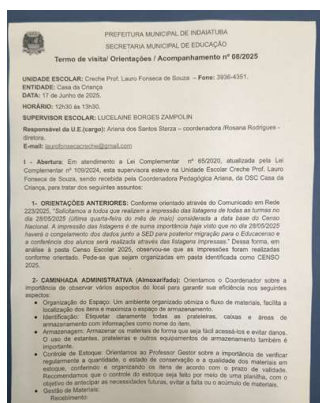 PREFEITURA MUNICIPAL DE INDAIATUBA
SECRETARIA MUNICIPAL DE EDUCAÇÃO
Termo de visita/ Orientações / Acompanhamento nº 08/2025
UNIDADE ESCOLAR: Creche Prof. Lauro Fonseca de Souza – Fone: 3936-4351.
ENTIDADE: Casa da Criança
DATA: 17 de Junho de 2025.
HORÁRIO: 12h30 às 13h30.
SUPERVISOR ESCOLAR: LUCELAINE BORGES ZAMPOLIN
Responsável da U.E.(cargo): Ariana dos Santos Sterza – coordenadora /Rosana Rodrigues -
diretora.
E-mail: laurofonsecacreche@gmail.com
I - Abertura: Em atendimento a Lei Complementar nº 65/2020, atualizada pela Lei
Complementar nº 109/2024, esta supervisora esteve na Unidade Escolar Creche Prof. Lauro
Fonseca de Souza, sendo recebida pela Coordenadora Pedagógica Ariana, da OSC Casa da
Criança, para tratar dos seguintes assuntos:
1- ORIENTAÇÕES ANTERIORES: Conforme orientado através do Comunicado em Rede
223/2025, "Solicitamos a todos que realizem a impressão das listagens de todas as turmas no
dia 28/05/2025 (última quarta-feira do mês de maio) considerada a data base do Censo
Nacional. A impressão das listagens é de suma importância haja visto que no dia 28/05/2025
haverá o congelamento dos dados junto a SED para posterior migração para o Educacenso e
a conferência dos alunos será realizada através das listagens impressas." Dessa forma, em
análise à pasta Censo Escolar 2025, observou-se que as impressões foram realizadas
conforme orientado. Pede-se que sejam organizadas em pasta identificada como CENSO
2025.
2- CAMINHADA ADMINISTRATIVA (Almoxarifado): Orientamos o Coordenador sobre a
importância de observar vários aspectos do local para garantir sua eficiência nos seguintes
aspectos:
• Organização do Espaço: Um ambiente organizado otimiza o fluxo de materiais, facilita a
localização dos itens e maximiza o espaço de armazenamento.
• Identificação: Etiquetar claramente todas as prateleiras, caixas e áreas de
armazenamento com informações como nome do item.
• Armazenagem: Armazenar os materiais de forma que seja fácil acessá-los e evitar danos.
O uso de estantes, prateleiras e outros equipamentos de armazenamento também é
importante.
• Controle de Estoque: Orientamos ao Professor Gestor sobre a importância de verificar
regularmente a quantidade, o estado de conservação e a qualidade dos materiais em
estoque, conferindo e organizando os itens de acordo com o prazo de validade.
Recomendamos que o controle do estoque seja feito por meio de uma planilha, com o
objetivo de antecipar as necessidades futuras, evitar a falta ou o acúmulo de materiais.
• Gestão de Materiais:
Recebimento: